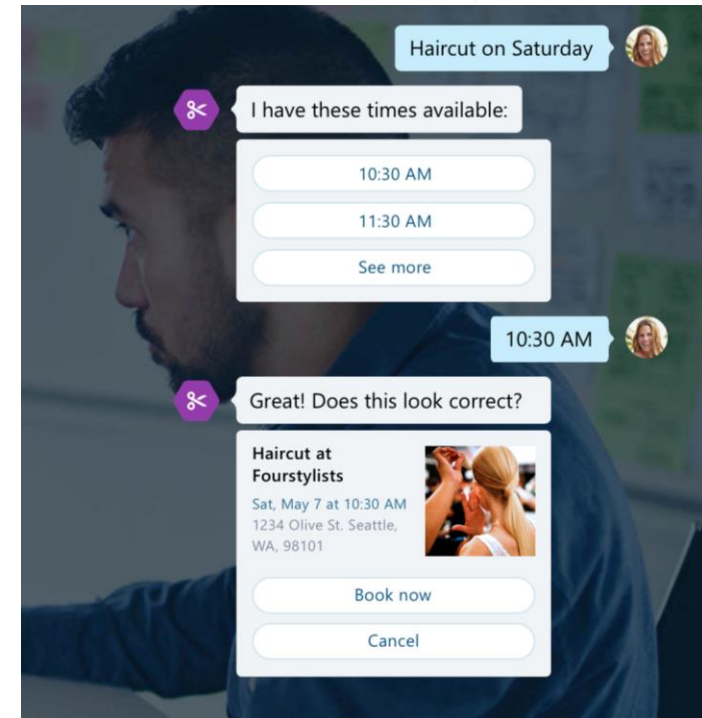 Haircut on Saturday
I have these times available:
10:30 AM
11:30 AM
See more
10:30 AM
Great! Does this look correct?
Haircut at
Fourstylists
Sat, May 7 at 10:30 AM
1234 Olive St. Seattle,
WA, 98101
Book now
Cancel